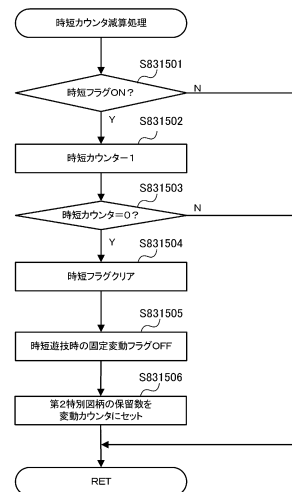 時短カウンタ減算処理
S831501
時短フラグON?
N
Y
S831502
時短カウンター1
S831503
時短カウンタ=0?
N
Y
S831504
時短フラグクリア
S831505
時短遊技時の固定変動フラグOFF
S831506
第2特別図柄の保留数を
変動カウンタにセット
RET